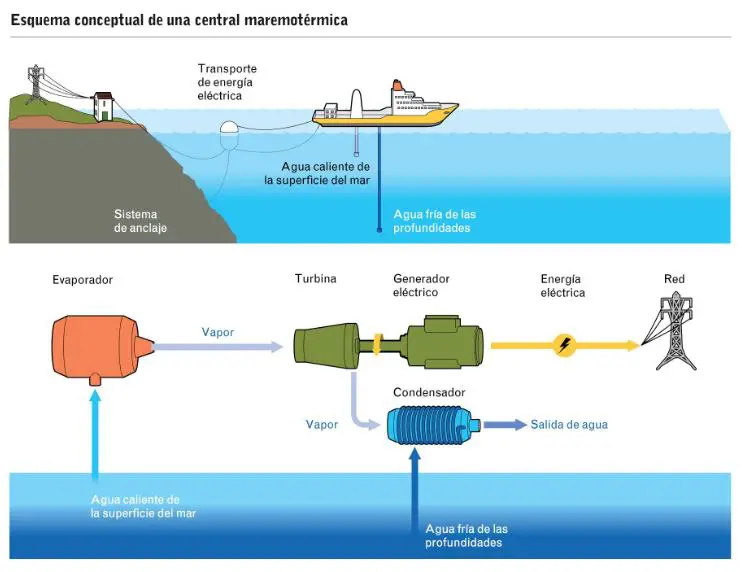 Esquema conceptual de una central maremotérmica
Transporte
de energía
eléctrica
Agua caliente de
la superficie del mar
Sistema
de anclaje
Agua fría de las
profundidades
Evaporador
Turbina
Generador
eléctrico
Energía
eléctrica
Red
Vapor
Condensador
Vapor
Salida de agua
Agua caliente de
la superficie del mar
Agua fría de las
profundidades